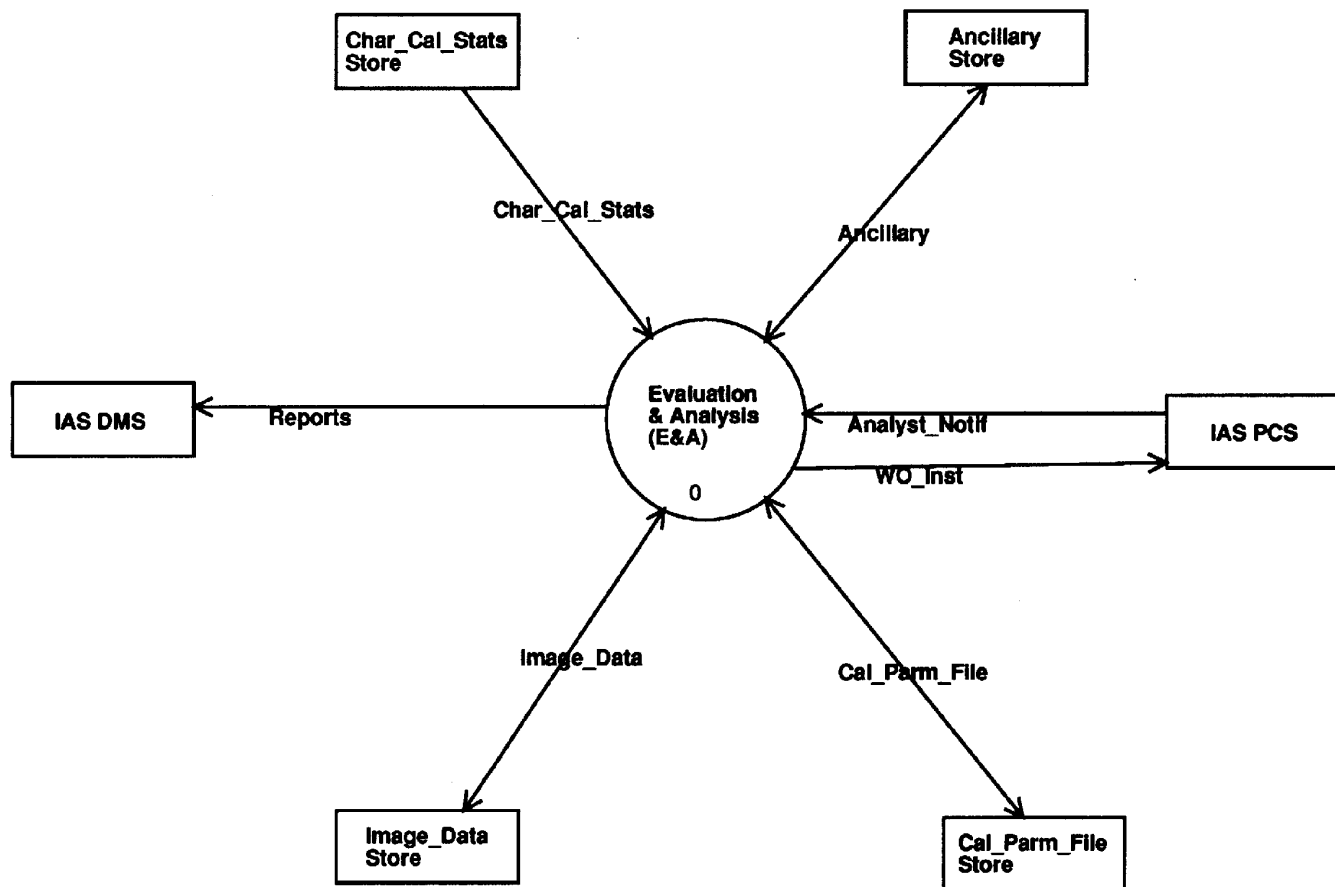 Char_Cal_Stats
Store
Ancillary
Store
Char_Cal_Stats
Ancillary
IAS DMS
Reports
Evaluation
& Analysis
(E&A)
0
Analyst_Notif
WO_Inst
IAS PCS
Image_Data
Cal_Parm_File
Image_Data
Store
Cal_Parm_File
Store